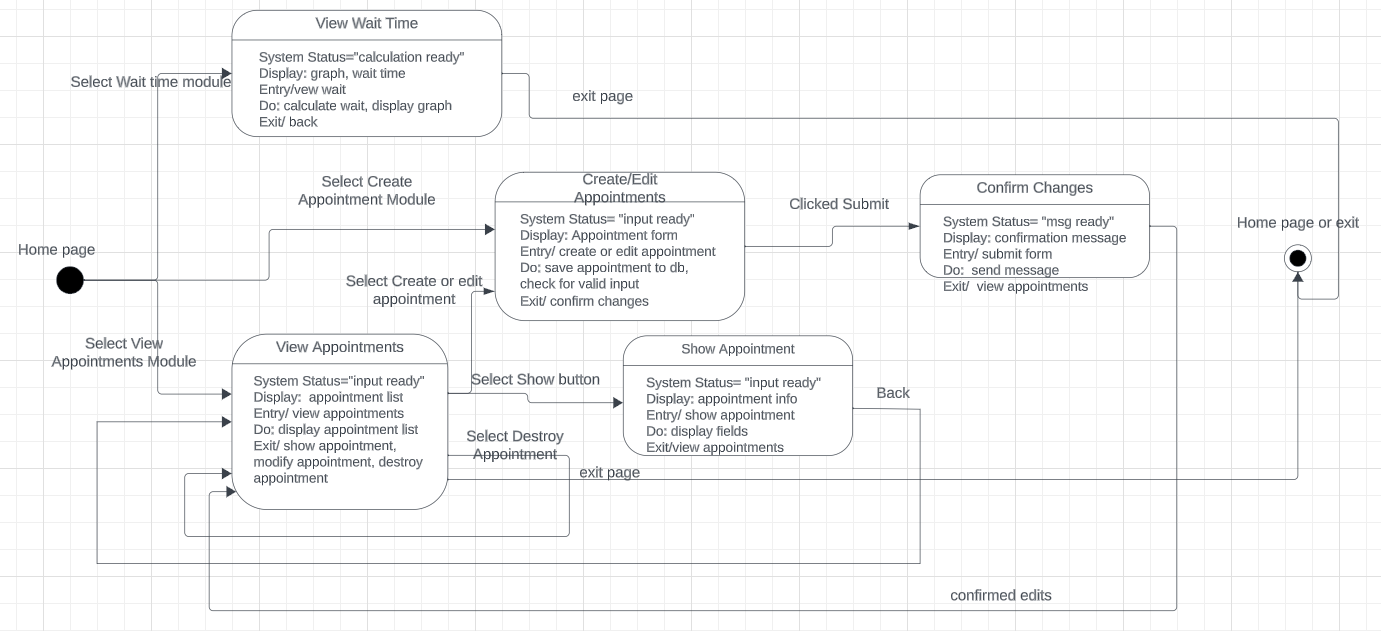 View Wait Time
System Status="calculation ready"
Display: graph, wait time
Entry/vew wait
Do: calculate wait, display graph
Exit/ back
Select Wait time module
exit page
Select Create
Appointment Module
Create/Edit
Appointments
System Status= "input ready"
Display: Appointment form
Entry/ create or edit appointment
Do: save appointment to db,
check for valid input
Exit/ confirm changes
Clicked Submit
Confirm Changes
System Status= "msg ready"
Display: confirmation message
Entry/ submit form
Do:  send message
Exit/  view appointments
Home page or exit
Home page
Select Create or edit
appointment
Select View
Appointments Module
View Appointments
System Status="input ready"
Display:  appointment list
Entry/ view appointments
Do: display appointment list
Exit/ show appointment,
modify appointment, destroy
appointment
Select Show button
Show Appointment
System Status= "input ready"
Display: appointment info
Entry/ show appointment
Do: display fields
Exit/view appointments
Back
Select Destroy
Appointment
exit page
confirmed edits